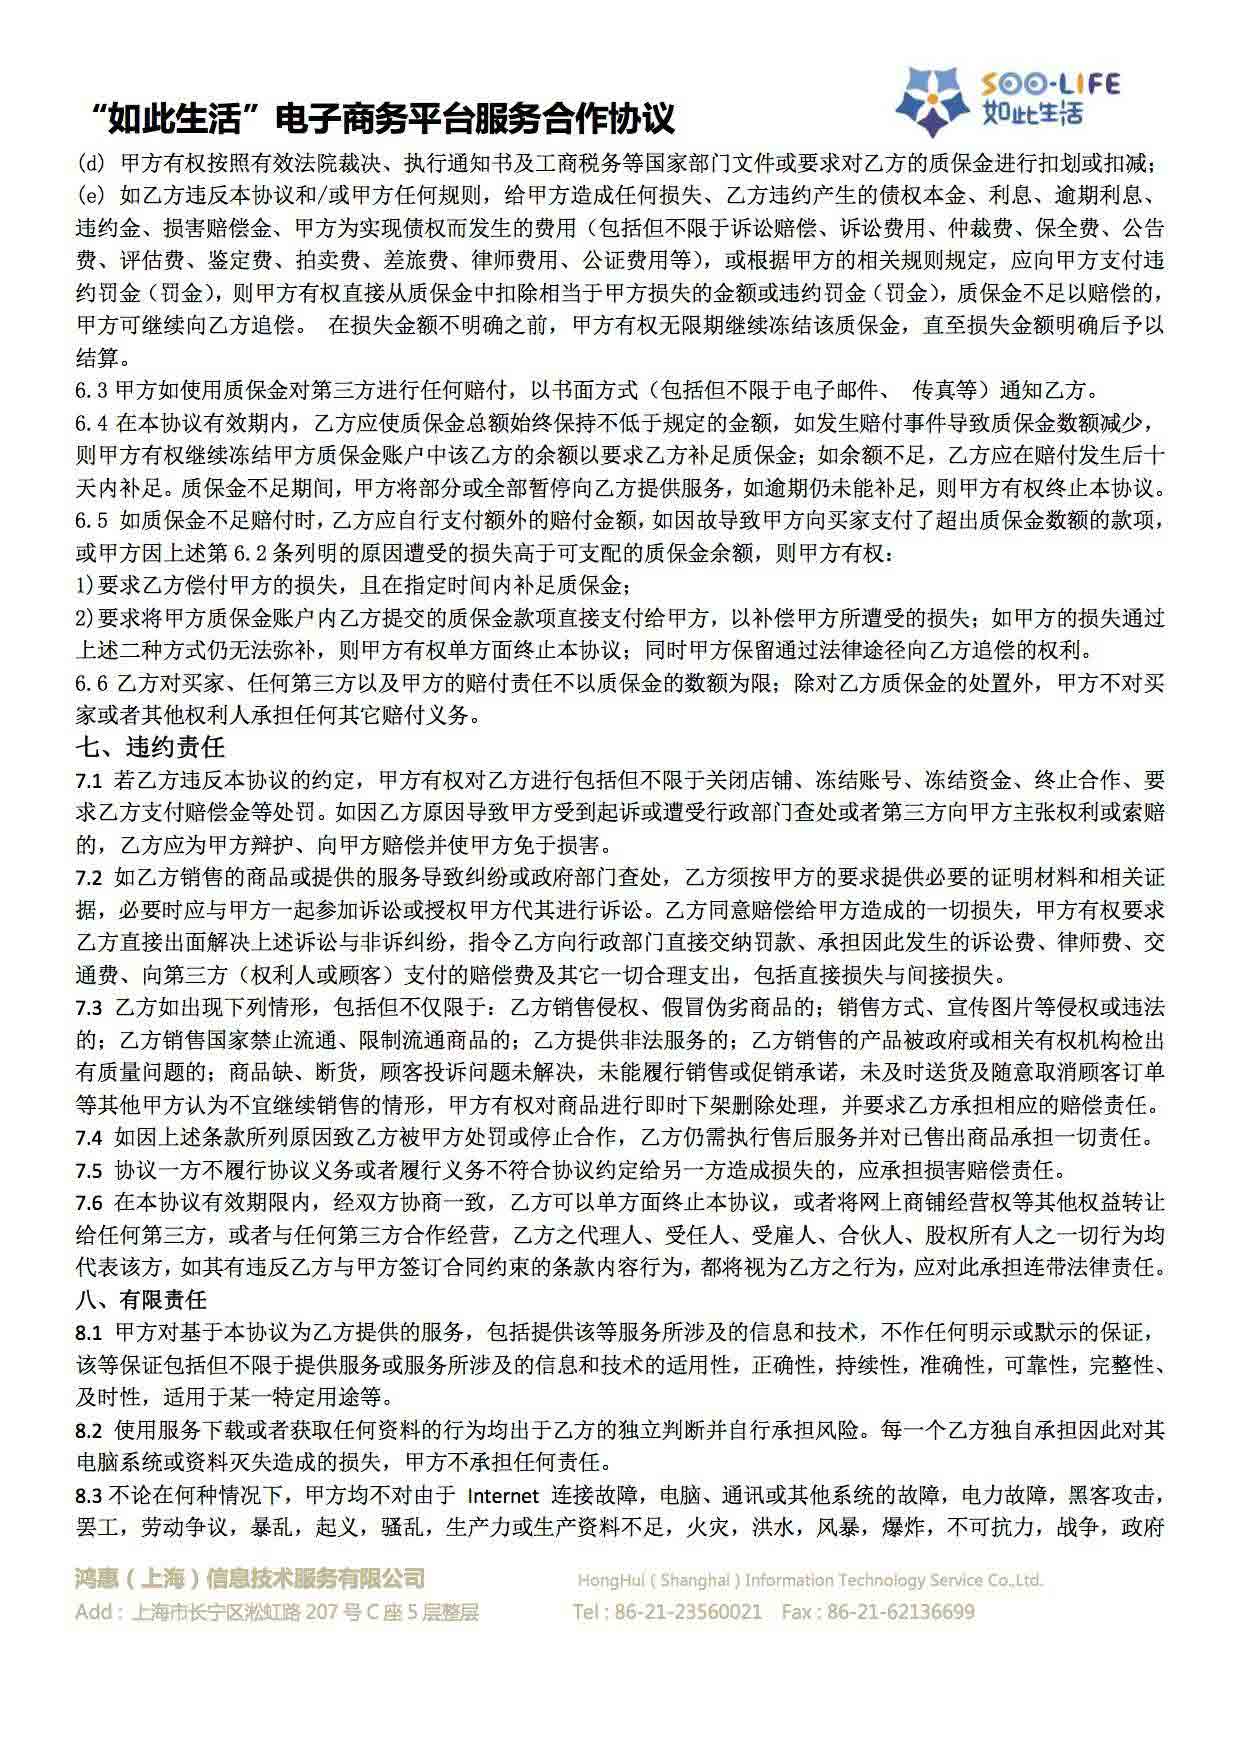 SOO-LIFE
如此生活
“如此生活”电子商务平台服务合作协议
(d) 甲方有权按照有效法院裁决、执行通知书及工商税务等国家部门文件或要求对乙方的质保金进行扣划或扣减；
(e) 如乙方违反本协议和/或甲方任何规则，给甲方造成任何损失、乙方违约产生的债权本金、利息、逾期利息、
违约金、损害赔偿金、甲方为实现债权而发生的费用（包括但不限于诉讼赔偿、诉讼费用、仲裁费、保全费、公告
费、评估费、鉴定费、拍卖费、差旅费、律师费用、公证费用等），或根据甲方的相关规则规定，应向甲方支付违
约罚金（罚金），则甲方有权直接从质保金中扣除相当于甲方损失的金额或违约罚金（罚金），质保金不足以赔偿的，
甲方可继续向乙方追偿。 在损失金额不明确之前，甲方有权无限期继续冻结该质保金，直至损失金额明确后予以
结算。
6.3 甲方如使用质保金对第三方进行任何赔付，以书面方式（包括但不限于电子邮件、 传真等）通知乙方。
6.4 在本协议有效期内，乙方应使质保金总额始终保持不低于规定的金额，如发生赔付事件导致质保金数额减少，
则甲方有权继续冻结甲方质保金账户中该乙方的余额以要求乙方补足质保金；如余额不足，乙方应在赔付发生后十
天内补足。质保金不足期间，甲方将部分或全部暂停向乙方提供服务，如逾期仍未能补足，则甲方有权终止本协议。
6.5 如质保金不足赔付时，乙方应自行支付额外的赔付金额，如因故导致甲方向买家支付了超出质保金数额的款项，
或甲方因上述第 6.2 条列明的原因遭受的损失高于可支配的质保金余额，则甲方有权：
1)要求乙方偿付甲方的损失，且在指定时间内补足质保金；
2)要求将甲方质保金账户内乙方提交的质保金款项直接支付给甲方，以补偿甲方所遭受的损失；如甲方的损失通过
上述二种方式仍无法弥补，则甲方有权单方面终止本协议；同时甲方保留通过法律途径向乙方追偿的权利。
6.6 乙方对买家、任何第三方以及甲方的赔付责任不以质保金的数额为限；除对乙方质保金的处置外，甲方不对买
家或者其他权利人承担任何其它赔付义务。
七、违约责任
7.1 若乙方违反本协议的约定，甲方有权对乙方进行包括但不限于关闭店铺、冻结账号、冻结资金、终止合作、要
求乙方支付赔偿金等处罚。如因乙方原因导致甲方受到起诉或遭受行政部门查处或者第三方向甲方主张权利或索赔
的，乙方应为甲方辩护、向甲方赔偿并使甲方免于损害。
7.2 如乙方销售的商品或提供的服务导致纠纷或政府部门查处，乙方须按甲方的要求提供必要的证明材料和相关证
据，必要时应与甲方一起参加诉讼或授权甲方代其进行诉讼。乙方同意赔偿给甲方造成的一切损失，甲方有权要求
乙方直接出面解决上述诉讼与非诉纠纷，指令乙方向行政部门直接交纳罚款、承担因此发生的诉讼费、律师费、交
通费、向第三方（权利人或顾客）支付的赔偿费及其它一切合理支出，包括直接损失与间接损失。
7.3 乙方如出现下列情形，包括但不仅限于：乙方销售侵权、假冒伪劣商品的；销售方式、宣传图片等侵权或违法
的；乙方销售国家禁止流通、限制流通商品的；乙方提供非法服务的；乙方销售的产品被政府或相关有权机构检出
有质量问题的；商品缺、断货，顾客投诉问题未解决，未能履行销售或促销承诺，未及时送货及随意取消顾客订单
等其他甲方认为不宜继续销售的情形，甲方有权对商品进行即时下架删除处理，并要求乙方承担相应的赔偿责任。
7.4 如因上述条款所列原因致乙方被甲方处罚或停止合作，乙方仍需执行售后服务并对已售出商品承担一切责任。
7.5 协议一方不履行协议义务或者履行义务不符合协议约定给另一方造成损失的，应承担损害赔偿责任。
7.6 在本协议有效期限内，经双方协商一致，乙方可以单方面终止本协议，或者将网上商铺经营权等其他权益转让
给任何第三方，或者与任何第三方合作经营，乙方之代理人、受任人、受雇人、合伙人、股权所有人之一切行为均
代表该方，如其有违反乙方与甲方签订合同约束的条款内容行为，都将视为乙方之行为，应对此承担连带法律责任。
八、有限责任
8.1 甲方对基于本协议为乙方提供的服务，包括提供该等服务所涉及的信息和技术，不作任何明示或默示的保证，
该等保证包括但不限于提供服务或服务所涉及的信息和技术的适用性，正确性，持续性，准确性，可靠性，完整性、
及时性，适用于某一特定用途等。
8.2 使用服务下载或者获取任何资料的行为均出于乙方的独立判断并自行承担风险。每一个乙方独自承担因此对其
电脑系统或资料灭失造成的损失，甲方不承担任何责任。
8.3 不论在何种情况下，甲方均不对由于 Internet 连接故障，电脑、通讯或其他系统的故障，电力故障，黑客攻击，
罢工，劳动争议，暴乱，起义，骚乱，生产力或生产资料不足，火灾，洪水，风暴，爆炸，不可抗力，战争，政府
鸿惠（上海）信息技术服务有限公司 HongHui ( Shanghai ) Information Technology Service Co.,Ltd.
Add : 上海市长宁区淞虹路 207 号 C 座 5 层整层 Tel : 86-21-23560021 Fax : 86-21-62136699